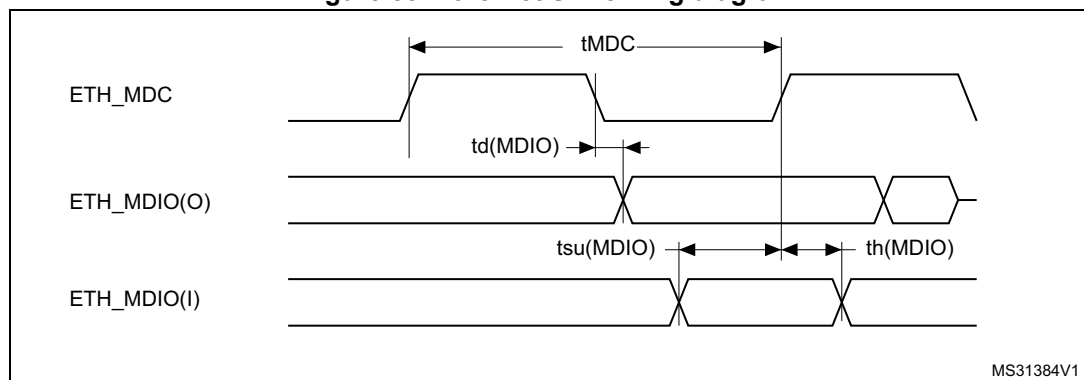 tMDC
ETH_MDC
td(MDIO)
ETH_MDIO(O)
tsu(MDIO) th(MDIO)
ETH_MDIO(I)
MS31384V1